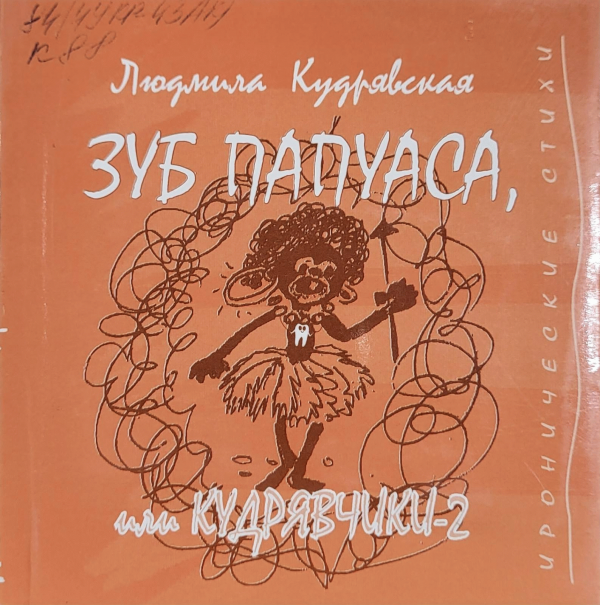 Людмила Кудрявская
ЗУБ ПАПУАСА,
или КУДРЯВЧИКИ-2
ИРОНИЧЕСКИЕ СТИХИ